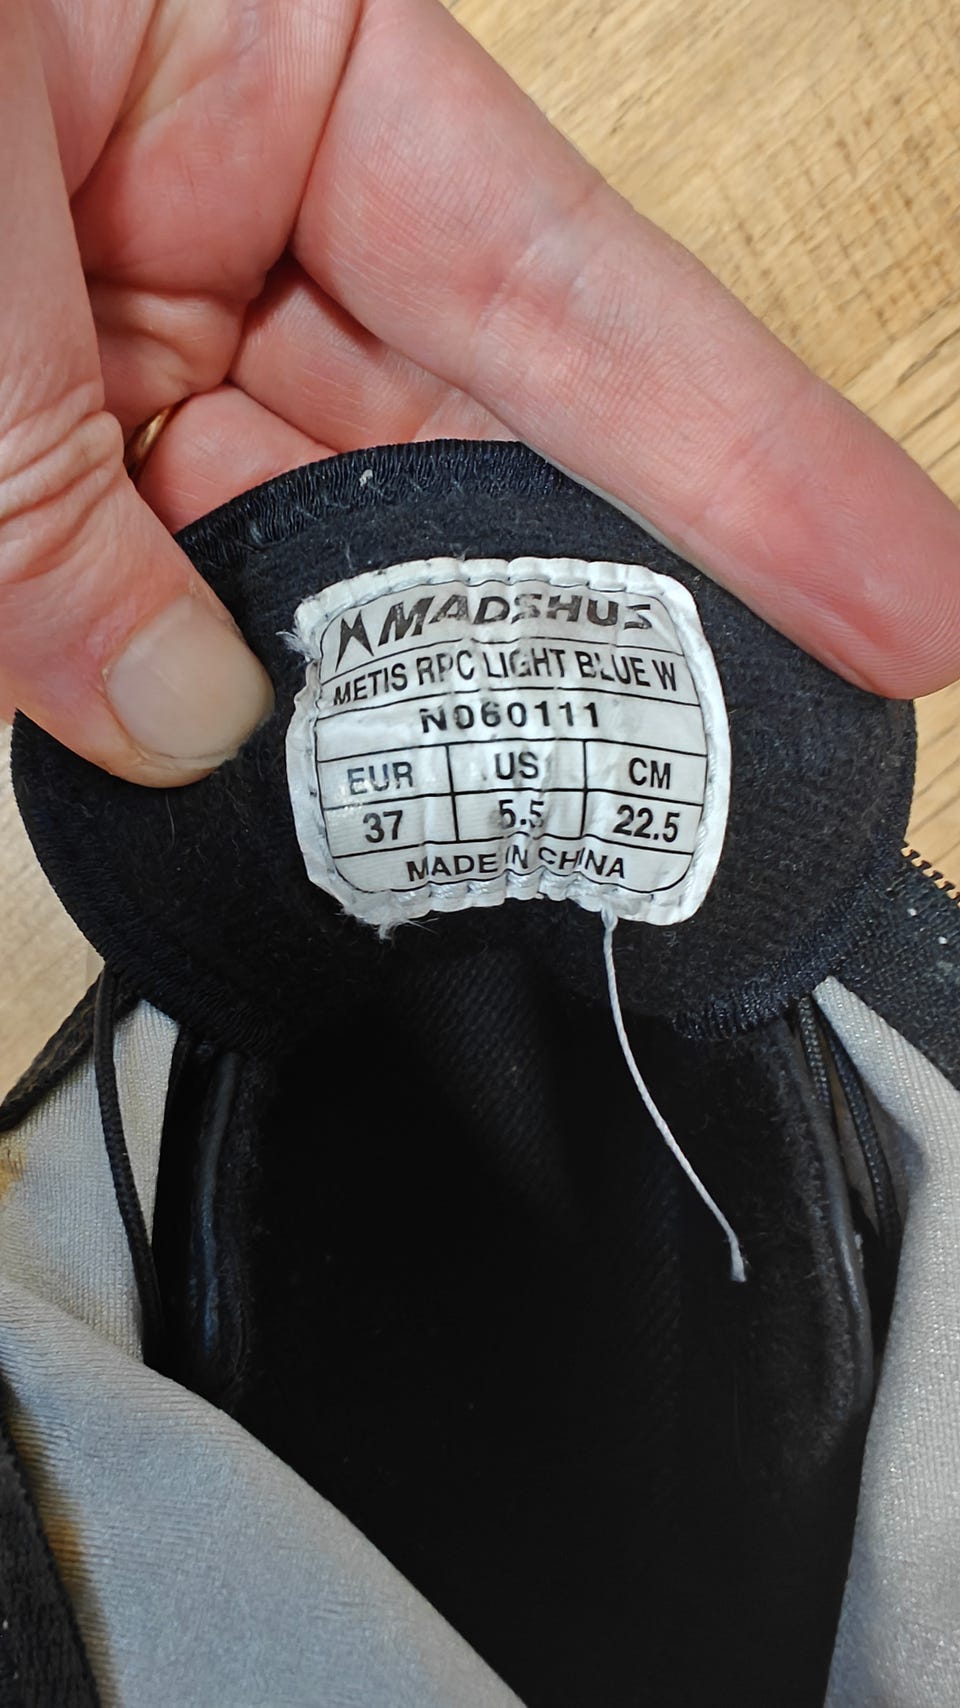 MADSHUS
METIS RPC LIGHT BLUE W
N060111
EUR US CM
37 5.5 22.5
MADE IN CHINA